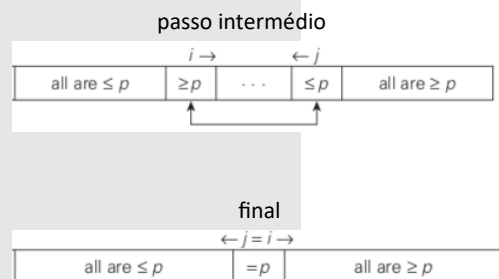 passo intermédio
i → ← j
all are ≤ p ≥p · · · ≤ p all are ≥ p
final
← j = i →
all are ≤ p = p all are ≥ p